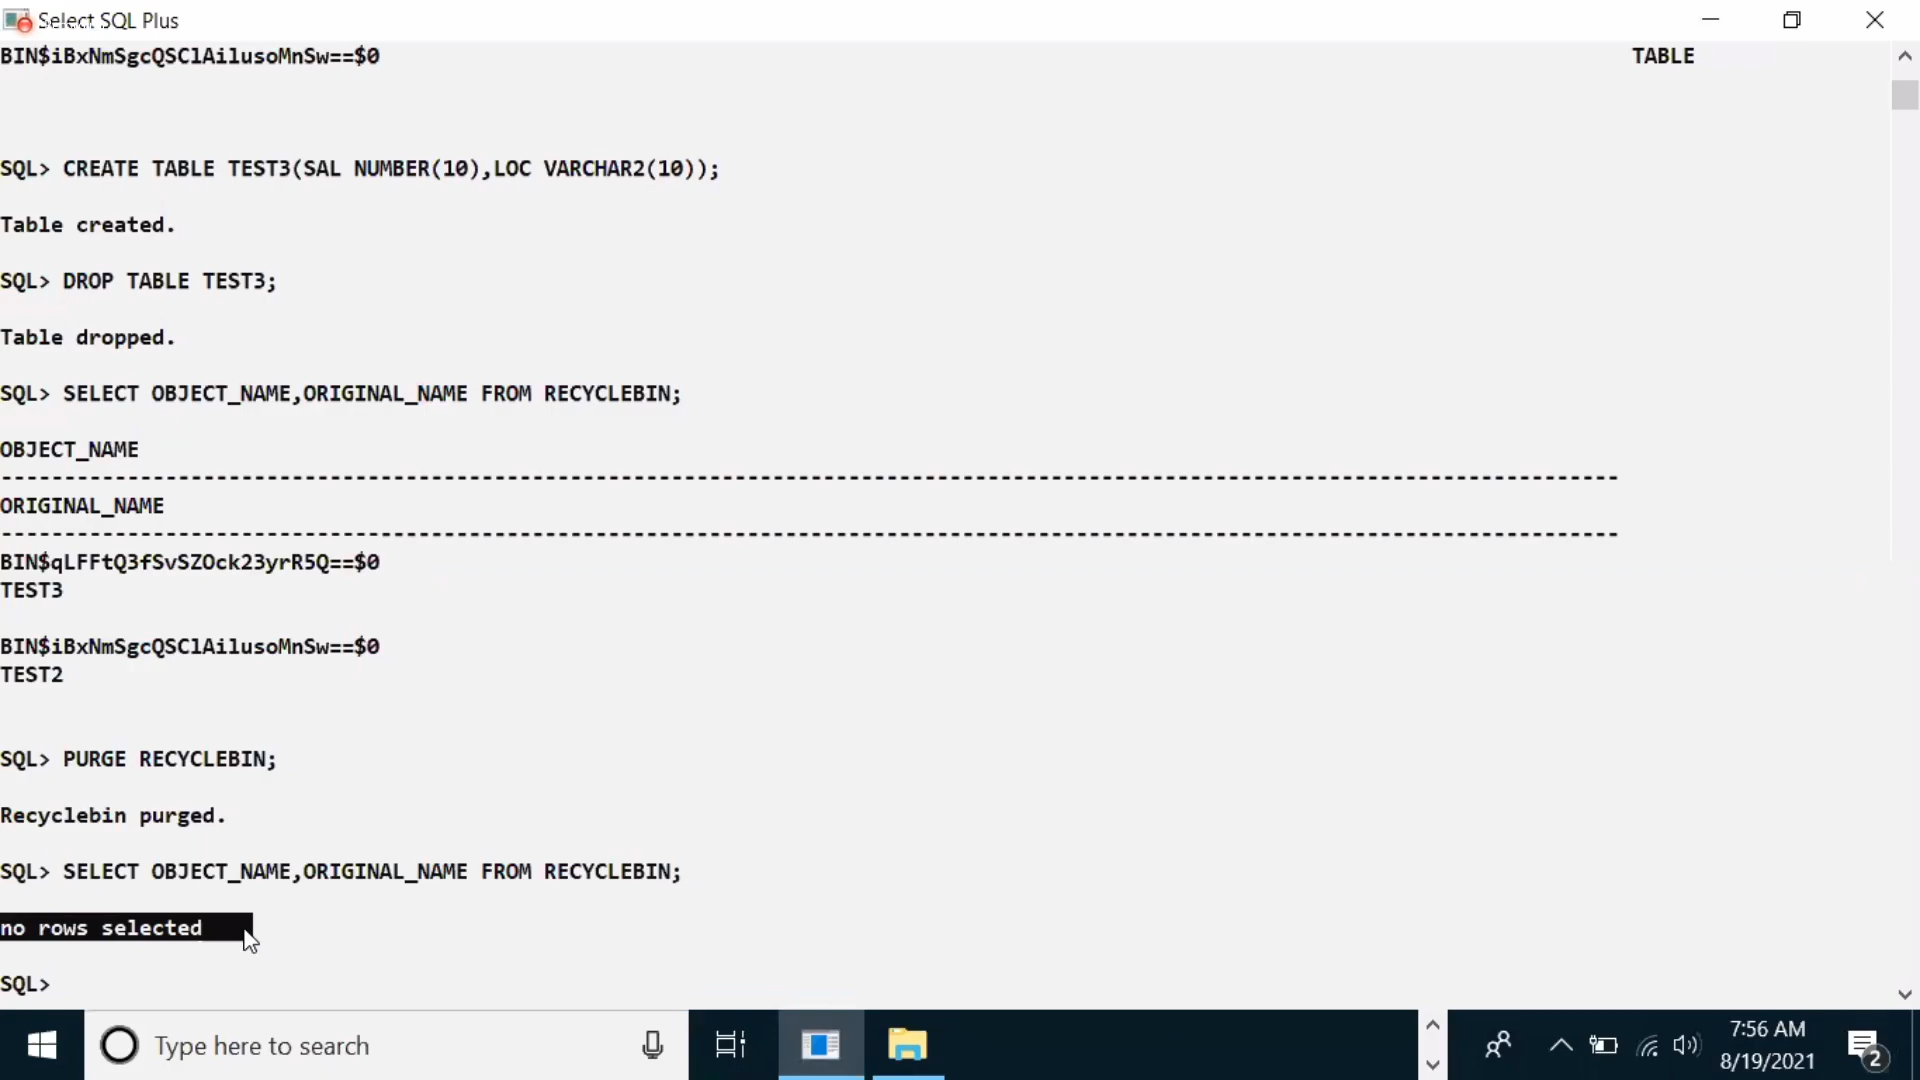 Select SQL Plus
BIN$iBxNmSgcQSClAilusoMnSw==$0 TABLE
SQL> CREATE TABLE TEST3(SAL NUMBER(10),LOC VARCHAR2(10));
Table created.
SQL> DROP TABLE TEST3;
Table dropped.
SQL> SELECT OBJECT_NAME,ORIGINAL_NAME FROM RECYCLEBIN;
OBJECT_NAME
--------------------------------------------------------------------------------------------------------------------------------
ORIGINAL_NAME
--------------------------------------------------------------------------------------------------------------------------------
BIN$qLFFtQ3fSvSZOck23yrR5Q==$0
TEST3
BIN$iBxNmSgcQSClAilusoMnSw==$0
TEST2
SQL> PURGE RECYCLEBIN;
Recyclebin purged.
SQL> SELECT OBJECT_NAME,ORIGINAL_NAME FROM RECYCLEBIN;
no rows selected
SQL>
Type here to search
7:56 AM
8/19/2021
2